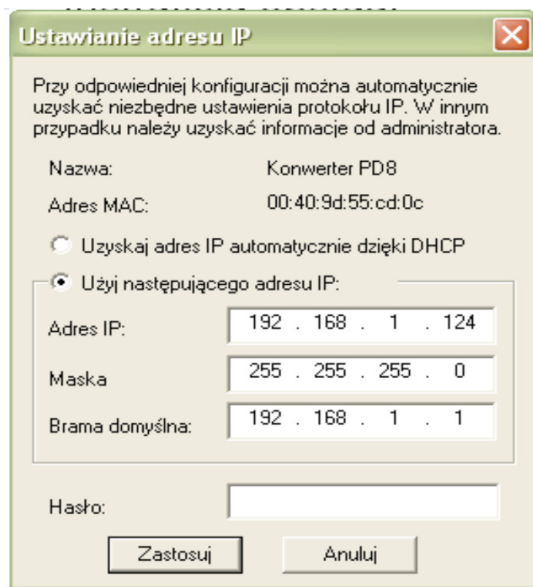 Ustawianie adresu IP
Przy odpowiedniej konfiguracji można automatycznie
uzyskać niezbędne ustawienia protokołu IP. W innym
przypadku należy uzyskać informacje od administratora.
Nazwa: Konwerter PD8
Adres MAC: 00:40:9d:55:cd:0c
Uzyskaj adres IP automatycznie dzięki DHCP
Użyj następującego adresu IP:
Adres IP: 192 . 168 . 1 . 124
Maska 255 . 255 . 255 . 0
Brama domyślna: 192 . 168 . 1 . 1
Hasło:
Zastosuj Anuluj